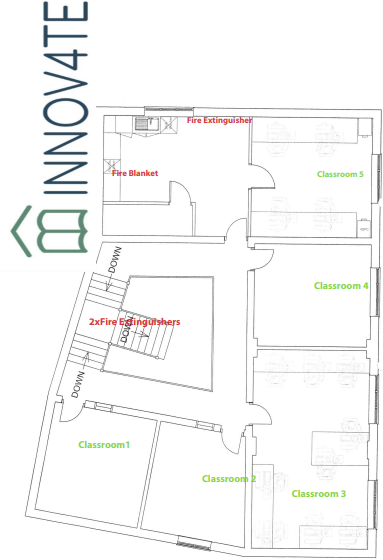 INNOV4TE
Fire Extinguisher
Fire Blanket
Classroom 5
DOWN
Classroom 4
2xFire Extinguishers
DOWN
DOWN
Classroom1
Classroom 2
Classroom 3